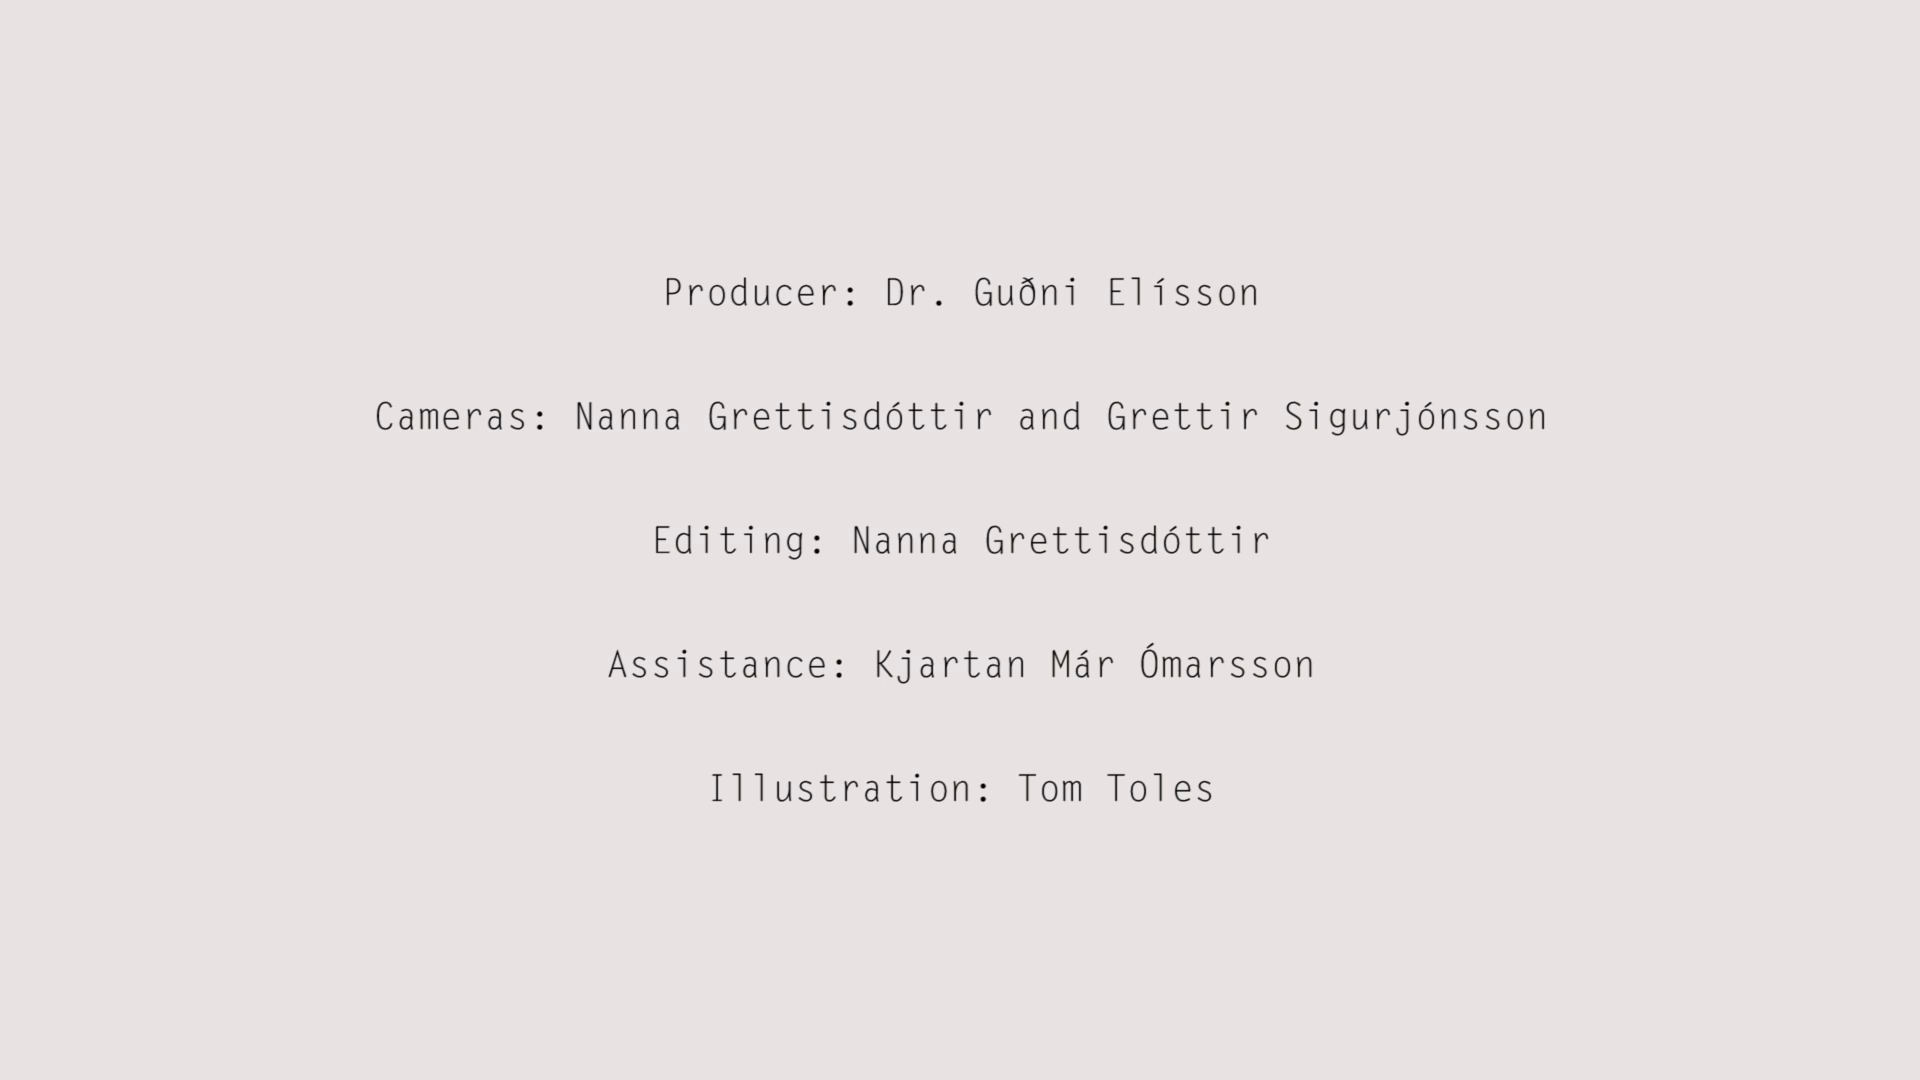 Producer: Dr. Guðni Elísson
Cameras: Nanna Grettisdóttir and Grettir Sigurjónsson
Editing: Nanna Grettisdóttir
Assistance: Kjartan Már Ómarsson
Illustration: Tom Toles